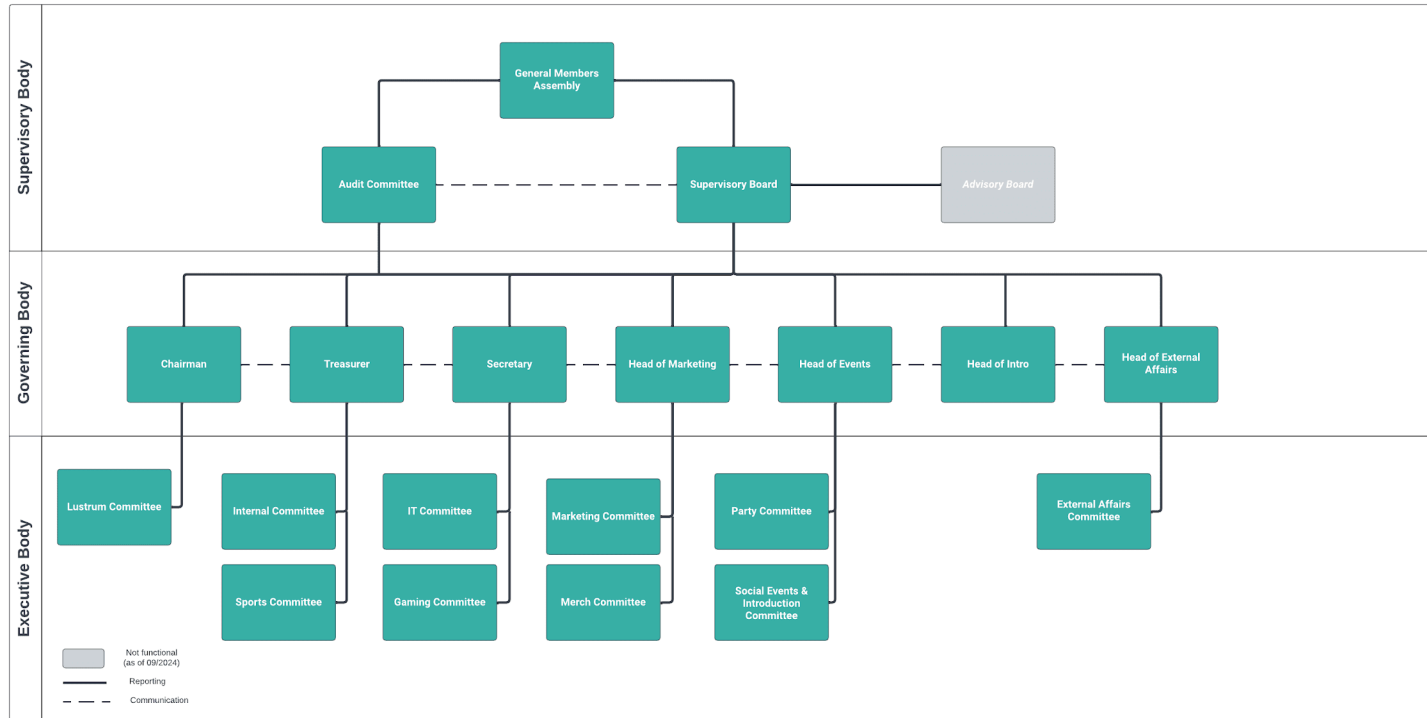 Supervisory Body
General Members
Assembly
Audit Committee
Supervisory Board
Advisory Board
Governing Body
Chairman
Treasurer
Secretary
Head of Marketing
Head of Events
Head of Intro
Head of External
Affairs
Executive Body
Lustrum Committee
Internal Committee
IT Committee
Marketing Committee
Party Committee
External Affairs
Committee
Sports Committee
Gaming Committee
Merch Committee
Social Events &
Introduction
Committee
Not functional
(as of 09/2024)
Reporting
Communication